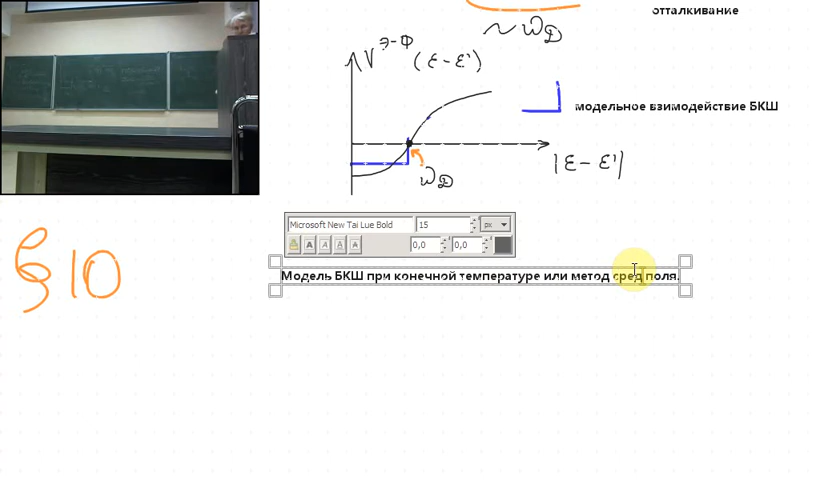 отталкивание
~ ω_D
V^э-ф (ε - ε')
модельное взимодействие БКШ
|ε - ε'|
ω_D
Microsoft New Tai Lue Bold
15
px
A A A A
0,0
0,0
§ 10
Модель БКШ при конечной температуре или метод сред поля.